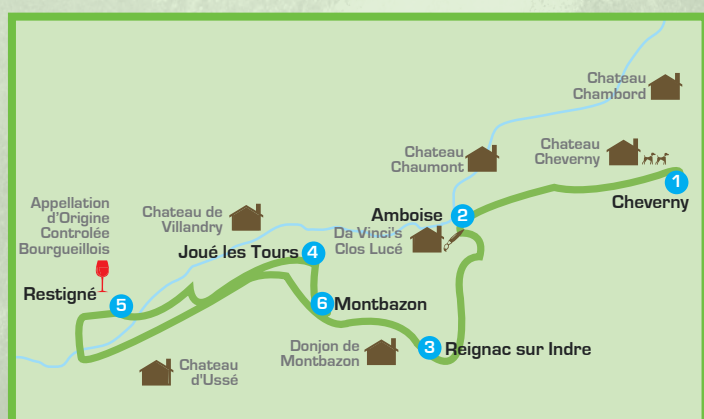 Chateau
Chambord
Chateau
Cheverny
Chateau
Chaumont
1
Cheverny
Appellation
d'Origine
Controlée
Bourgueillois
Chateau de
Villandry
Amboise 2
Da Vinci's
Clos Lucé
Joué les Tours 4
Restigné 5
6 Montbazon
Donjon de
Montbazon
3 Reignac sur Indre
Chateau
d'Ussé